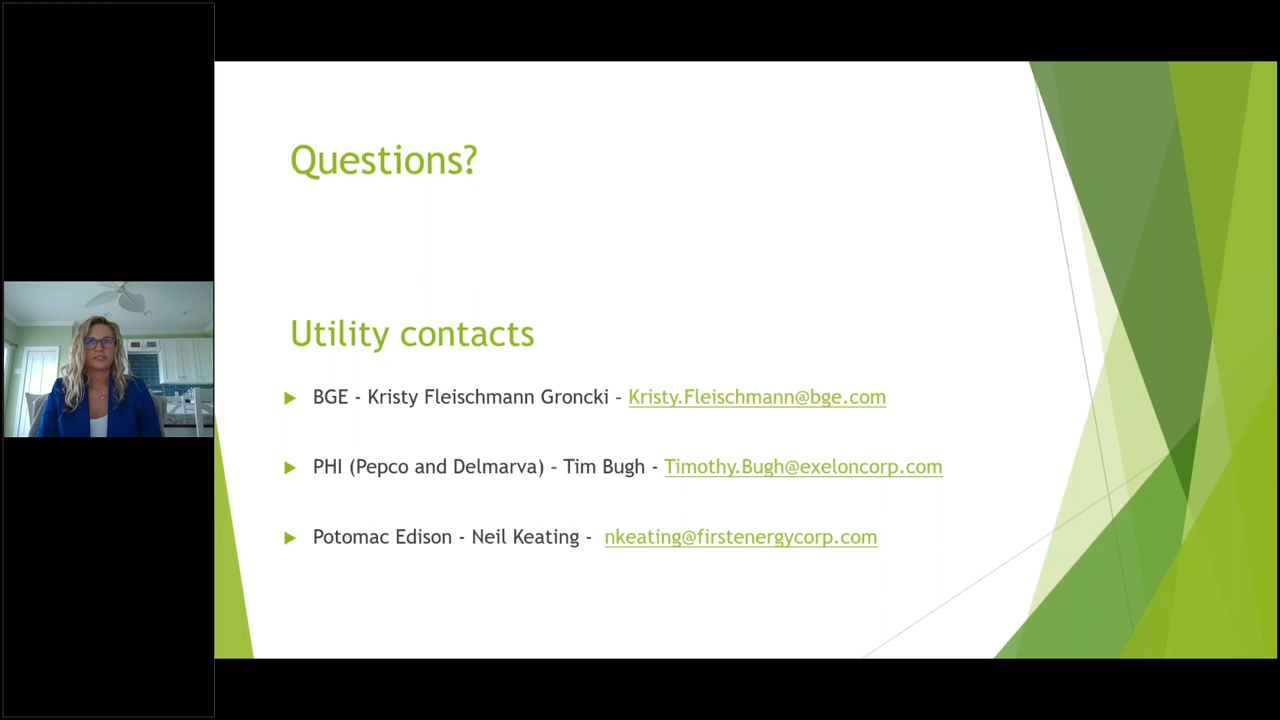 Questions?
Utility contacts
BGE - Kristy Fleischmann Groncki – Kristy.Fleischmann@bge.com
PHI (Pepco and Delmarva) – Tim Bugh - Timothy.Bugh@exeloncorp.com
Potomac Edison - Neil Keating - nkeating@firstenergycorp.com